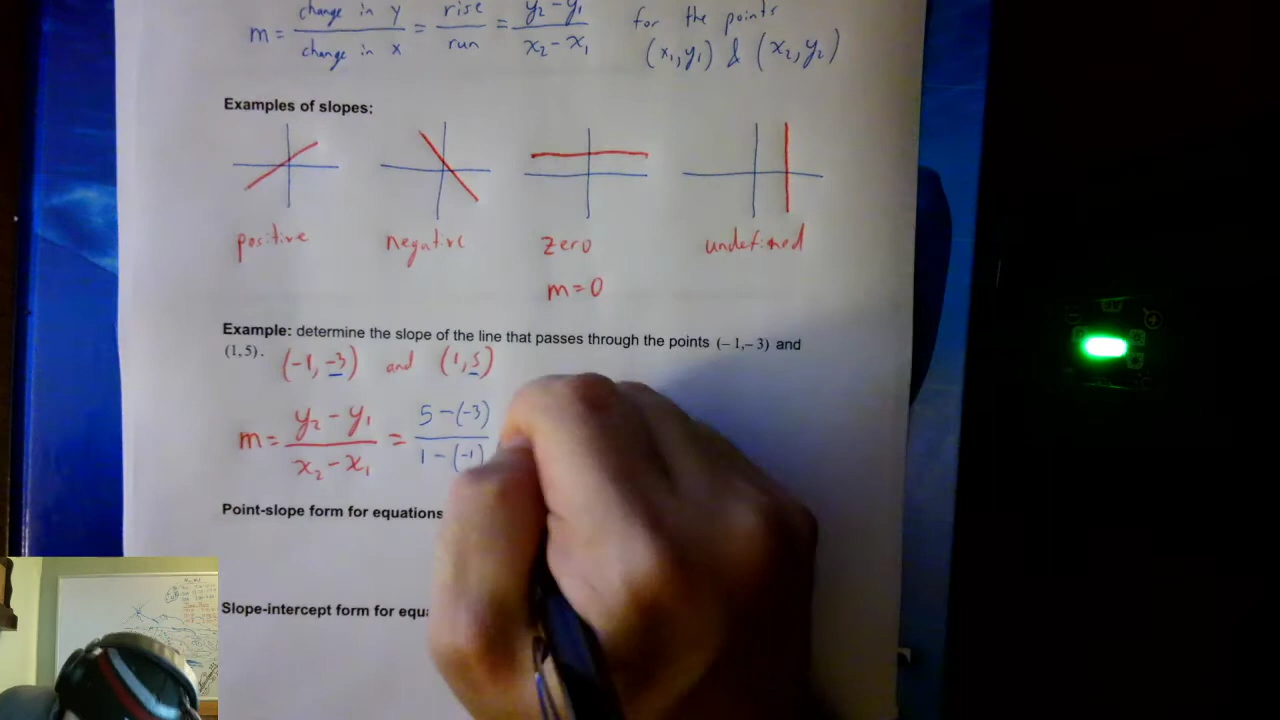 m = change in y / change in x = rise / run = y₂ - y₁ / x₂ - x₁ for the points
(x₁, y₁) & (x₂, y₂)
Examples of slopes:
positive negative zero undefined
m = 0
Example: determine the slope of the line that passes through the points (– 1,– 3) and
(1, 5). (-1, -3) and (1, 5)
m = y₂ - y₁ / x₂ - x₁ = 5 - (-3) / 1 - (-1)
Point-slope form for equations
Slope-intercept form for equa